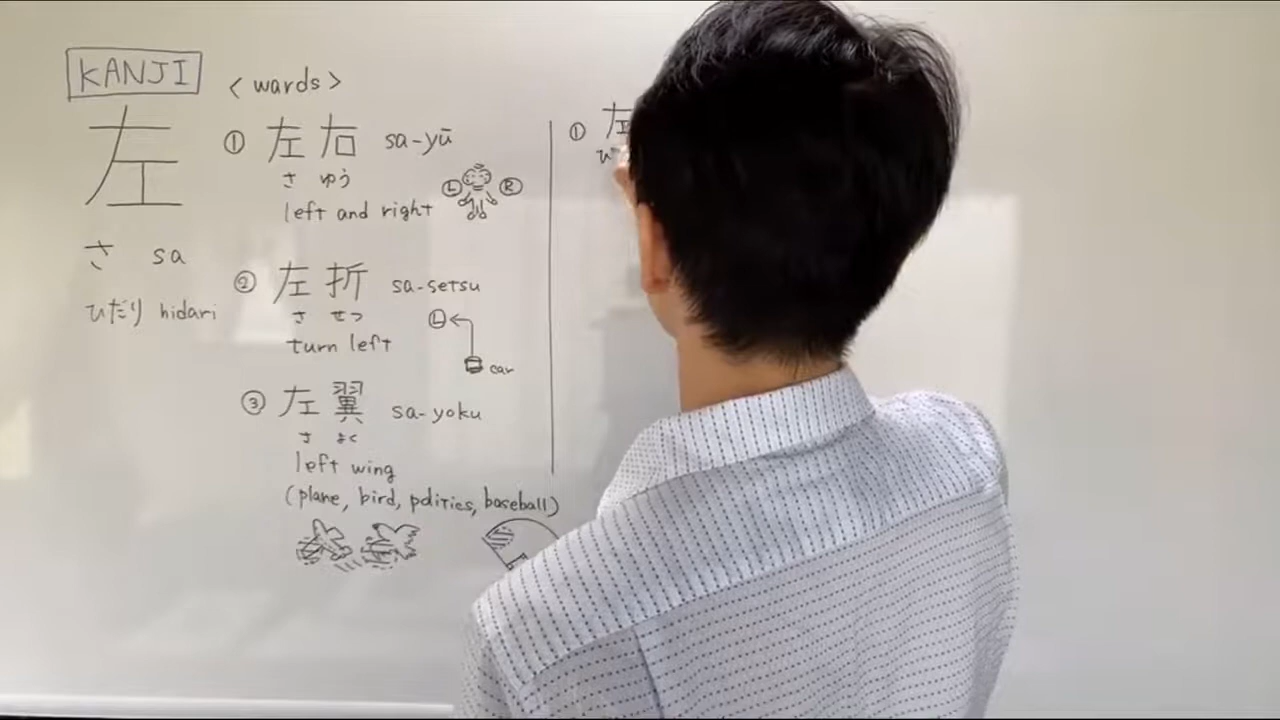 KANJI
<wards>
左
さ sa
ひだり hidari
① 左右 sa-yū
さ ゆう
left and right
L R
② 左折 sa-setsu
さ せつ
turn left
L
car
③ 左翼 sa-yoku
さ よく
left wing
(plane, bird, politics, baseball)
① 左
ひ